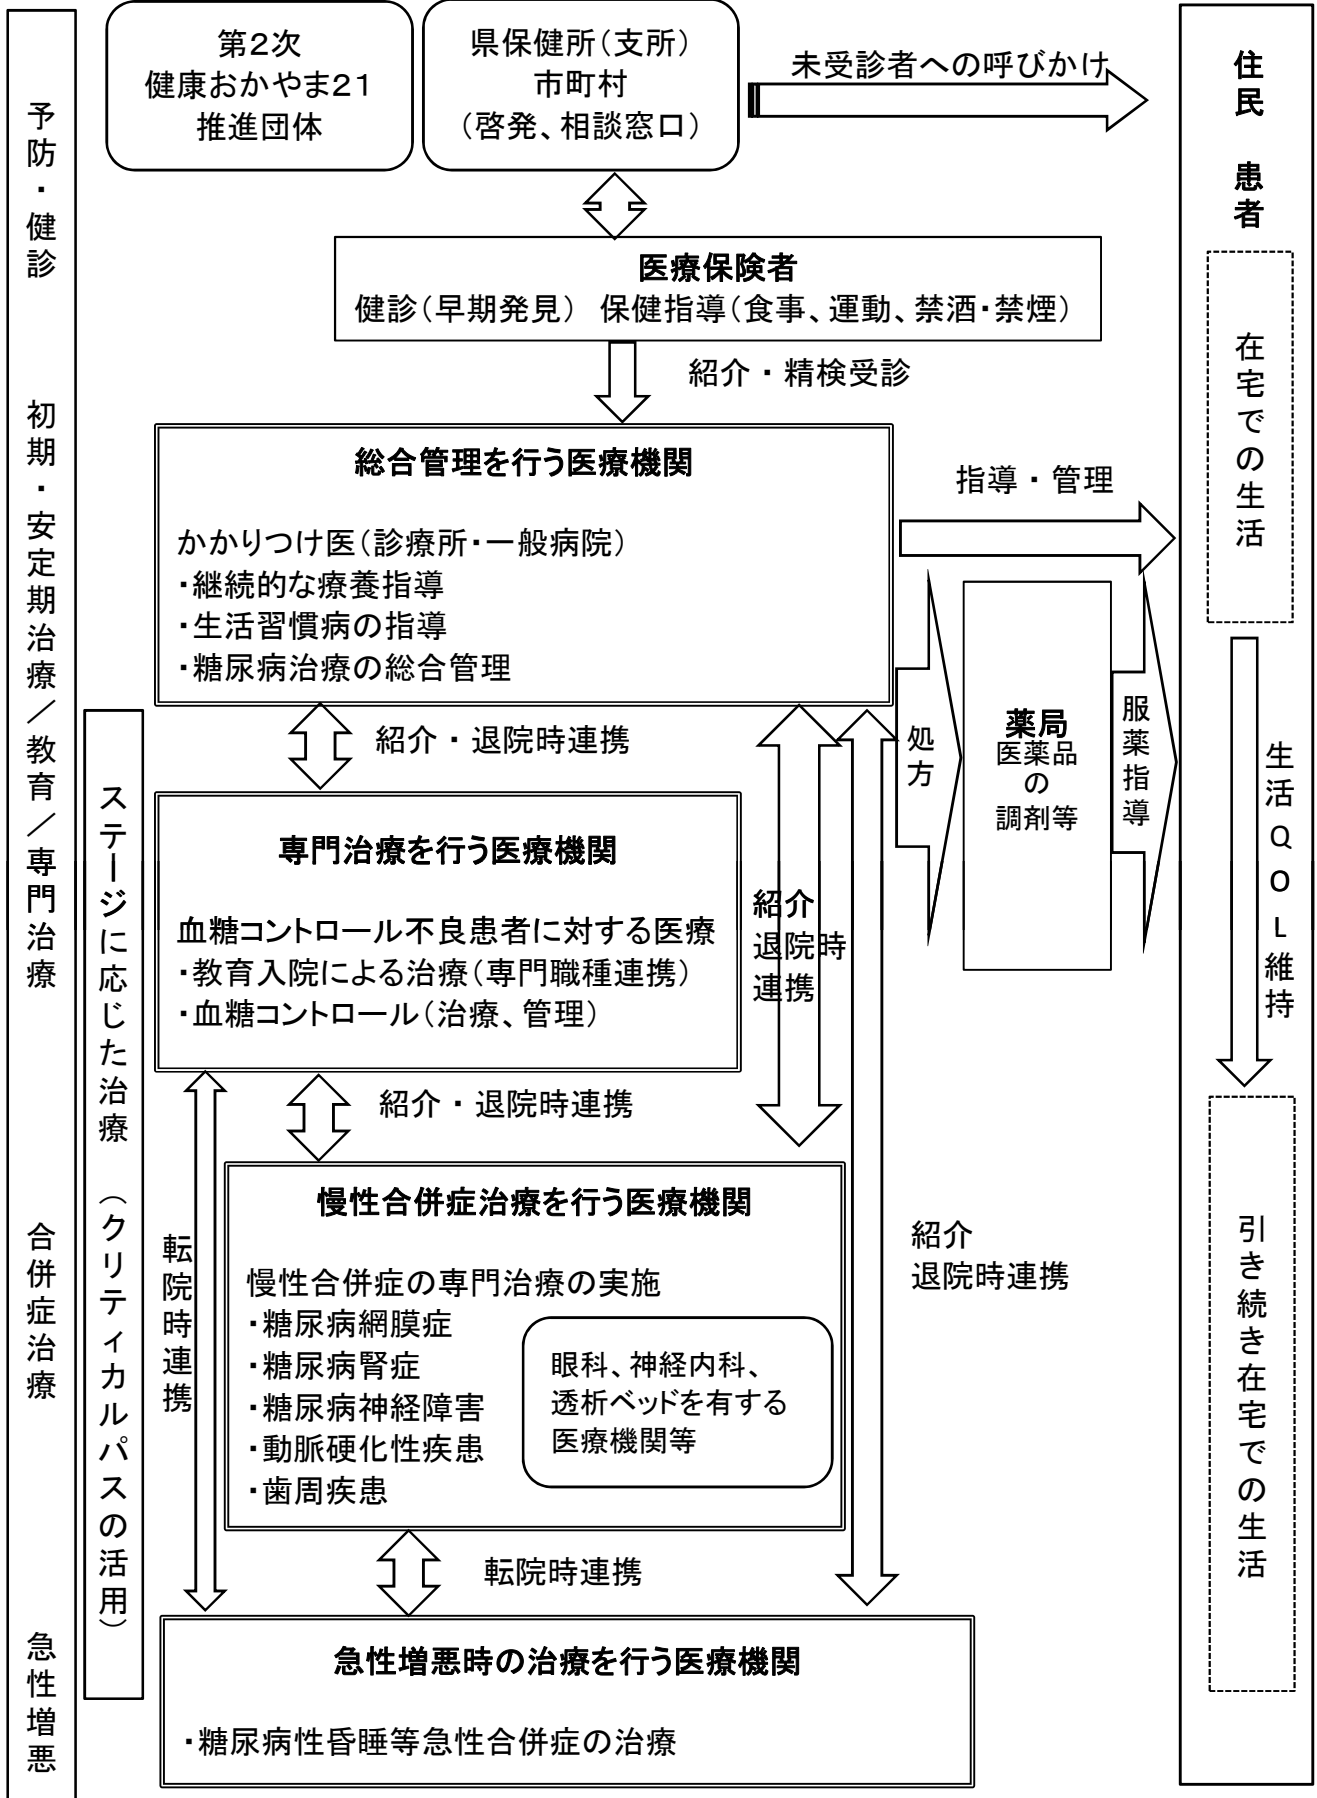 予防・健診
初期・安定期治療／教育／専門治療
合併症治療
急性増悪
ステージに応じた治療 （クリティカルパスの活用）
第２次
健康おかやま２１
推進団体
県保健所（支所）
市町村
（啓発、相談窓口）
未受診者への呼びかけ
医療保険者
健診（早期発見） 保健指導（食事、運動、禁酒・禁煙）
紹介・精検受診
総合管理を行う医療機関
かかりつけ医（診療所・一般病院）
・継続的な療養指導
・生活習慣病の指導
・糖尿病治療の総合管理
指導・管理
処方
薬局
医薬品
の
調剤等
服薬指導
紹介・退院時連携
専門治療を行う医療機関
血糖コントロール不良患者に対する医療
・教育入院による治療（専門職種連携）
・血糖コントロール（治療、管理）
紹介
退院時
連携
紹介・退院時連携
転院時連携
慢性合併症治療を行う医療機関
慢性合併症の専門治療の実施
・糖尿病網膜症
・糖尿病腎症
・糖尿病神経障害
・動脈硬化性疾患
・歯周疾患
眼科、神経内科、
透析ベッドを有する
医療機関等
紹介
退院時連携
転院時連携
急性増悪時の治療を行う医療機関
・糖尿病性昏睡等急性合併症の治療
住民 患者
在宅での生活
生活ＱＯＬ維持
引き続き在宅での生活